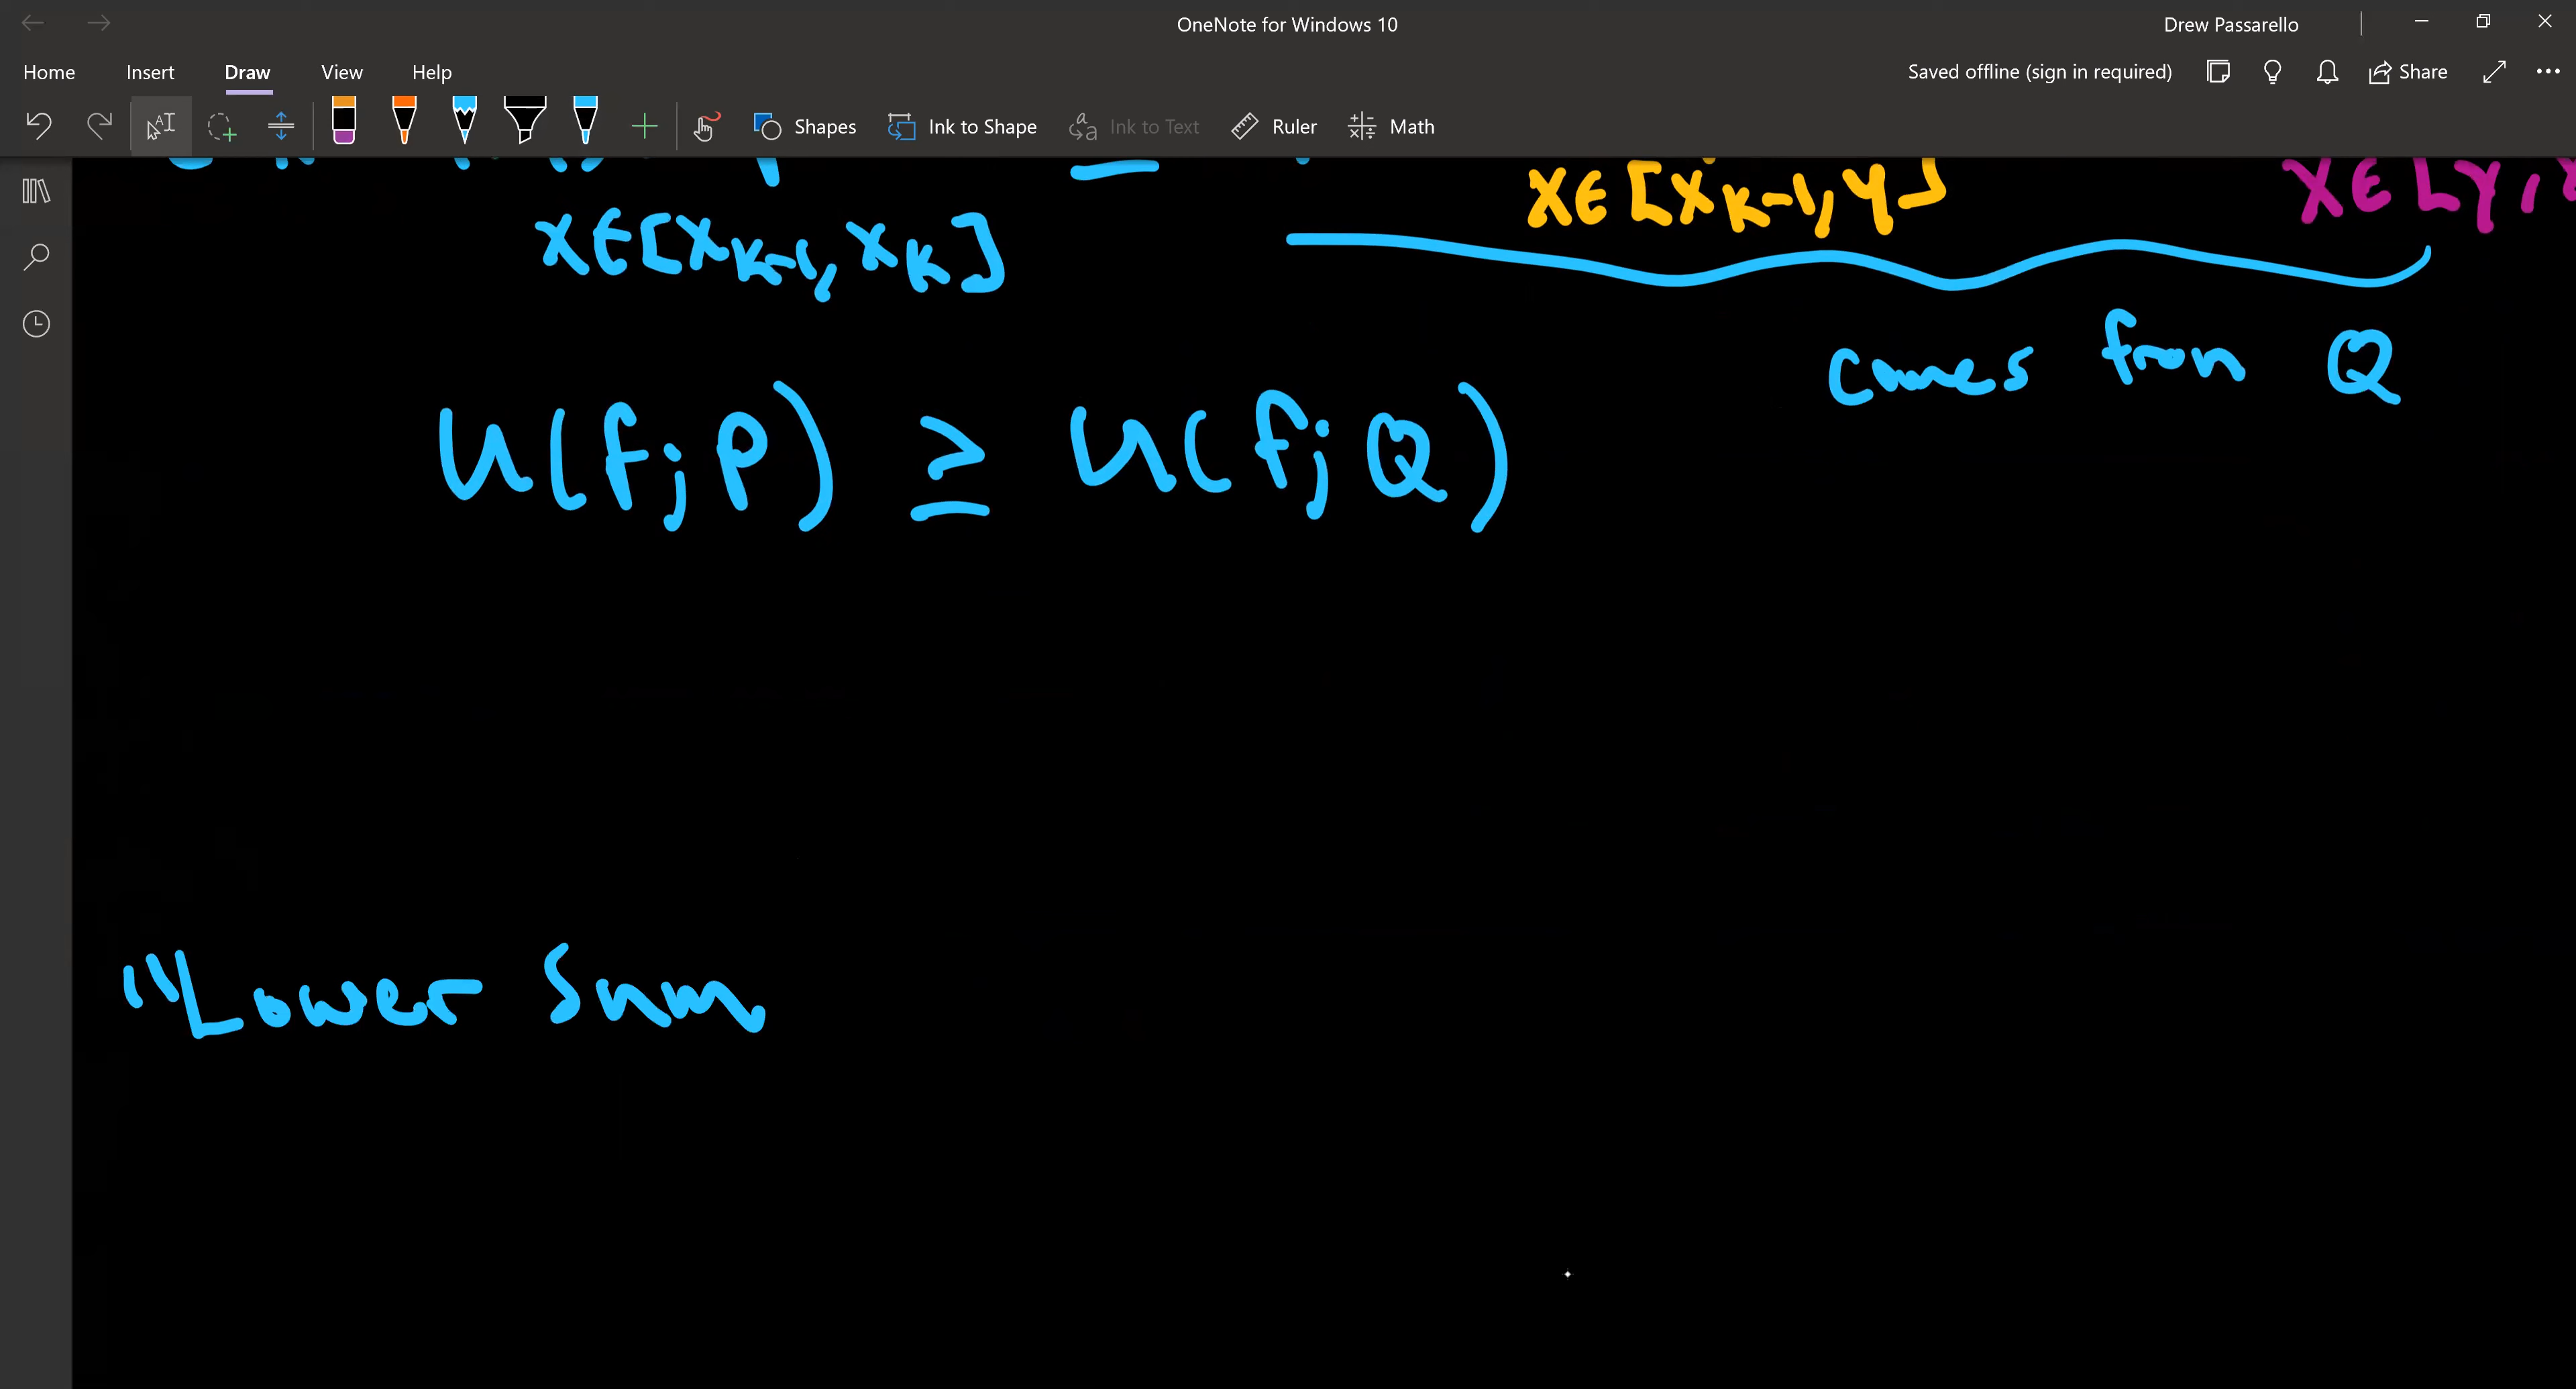 OneNote for Windows 10
Drew Passarello
Home Insert Draw View Help
Saved offline (sign in required) Share
Shapes Ink to Shape Ink to Text Ruler Math
x∈[x_{k-1}, y]
x∈[y,
x∈[x_{k-1}, x_k]
comes from Q
U(f;P) ≥ U(f;Q)
"Lower Sum